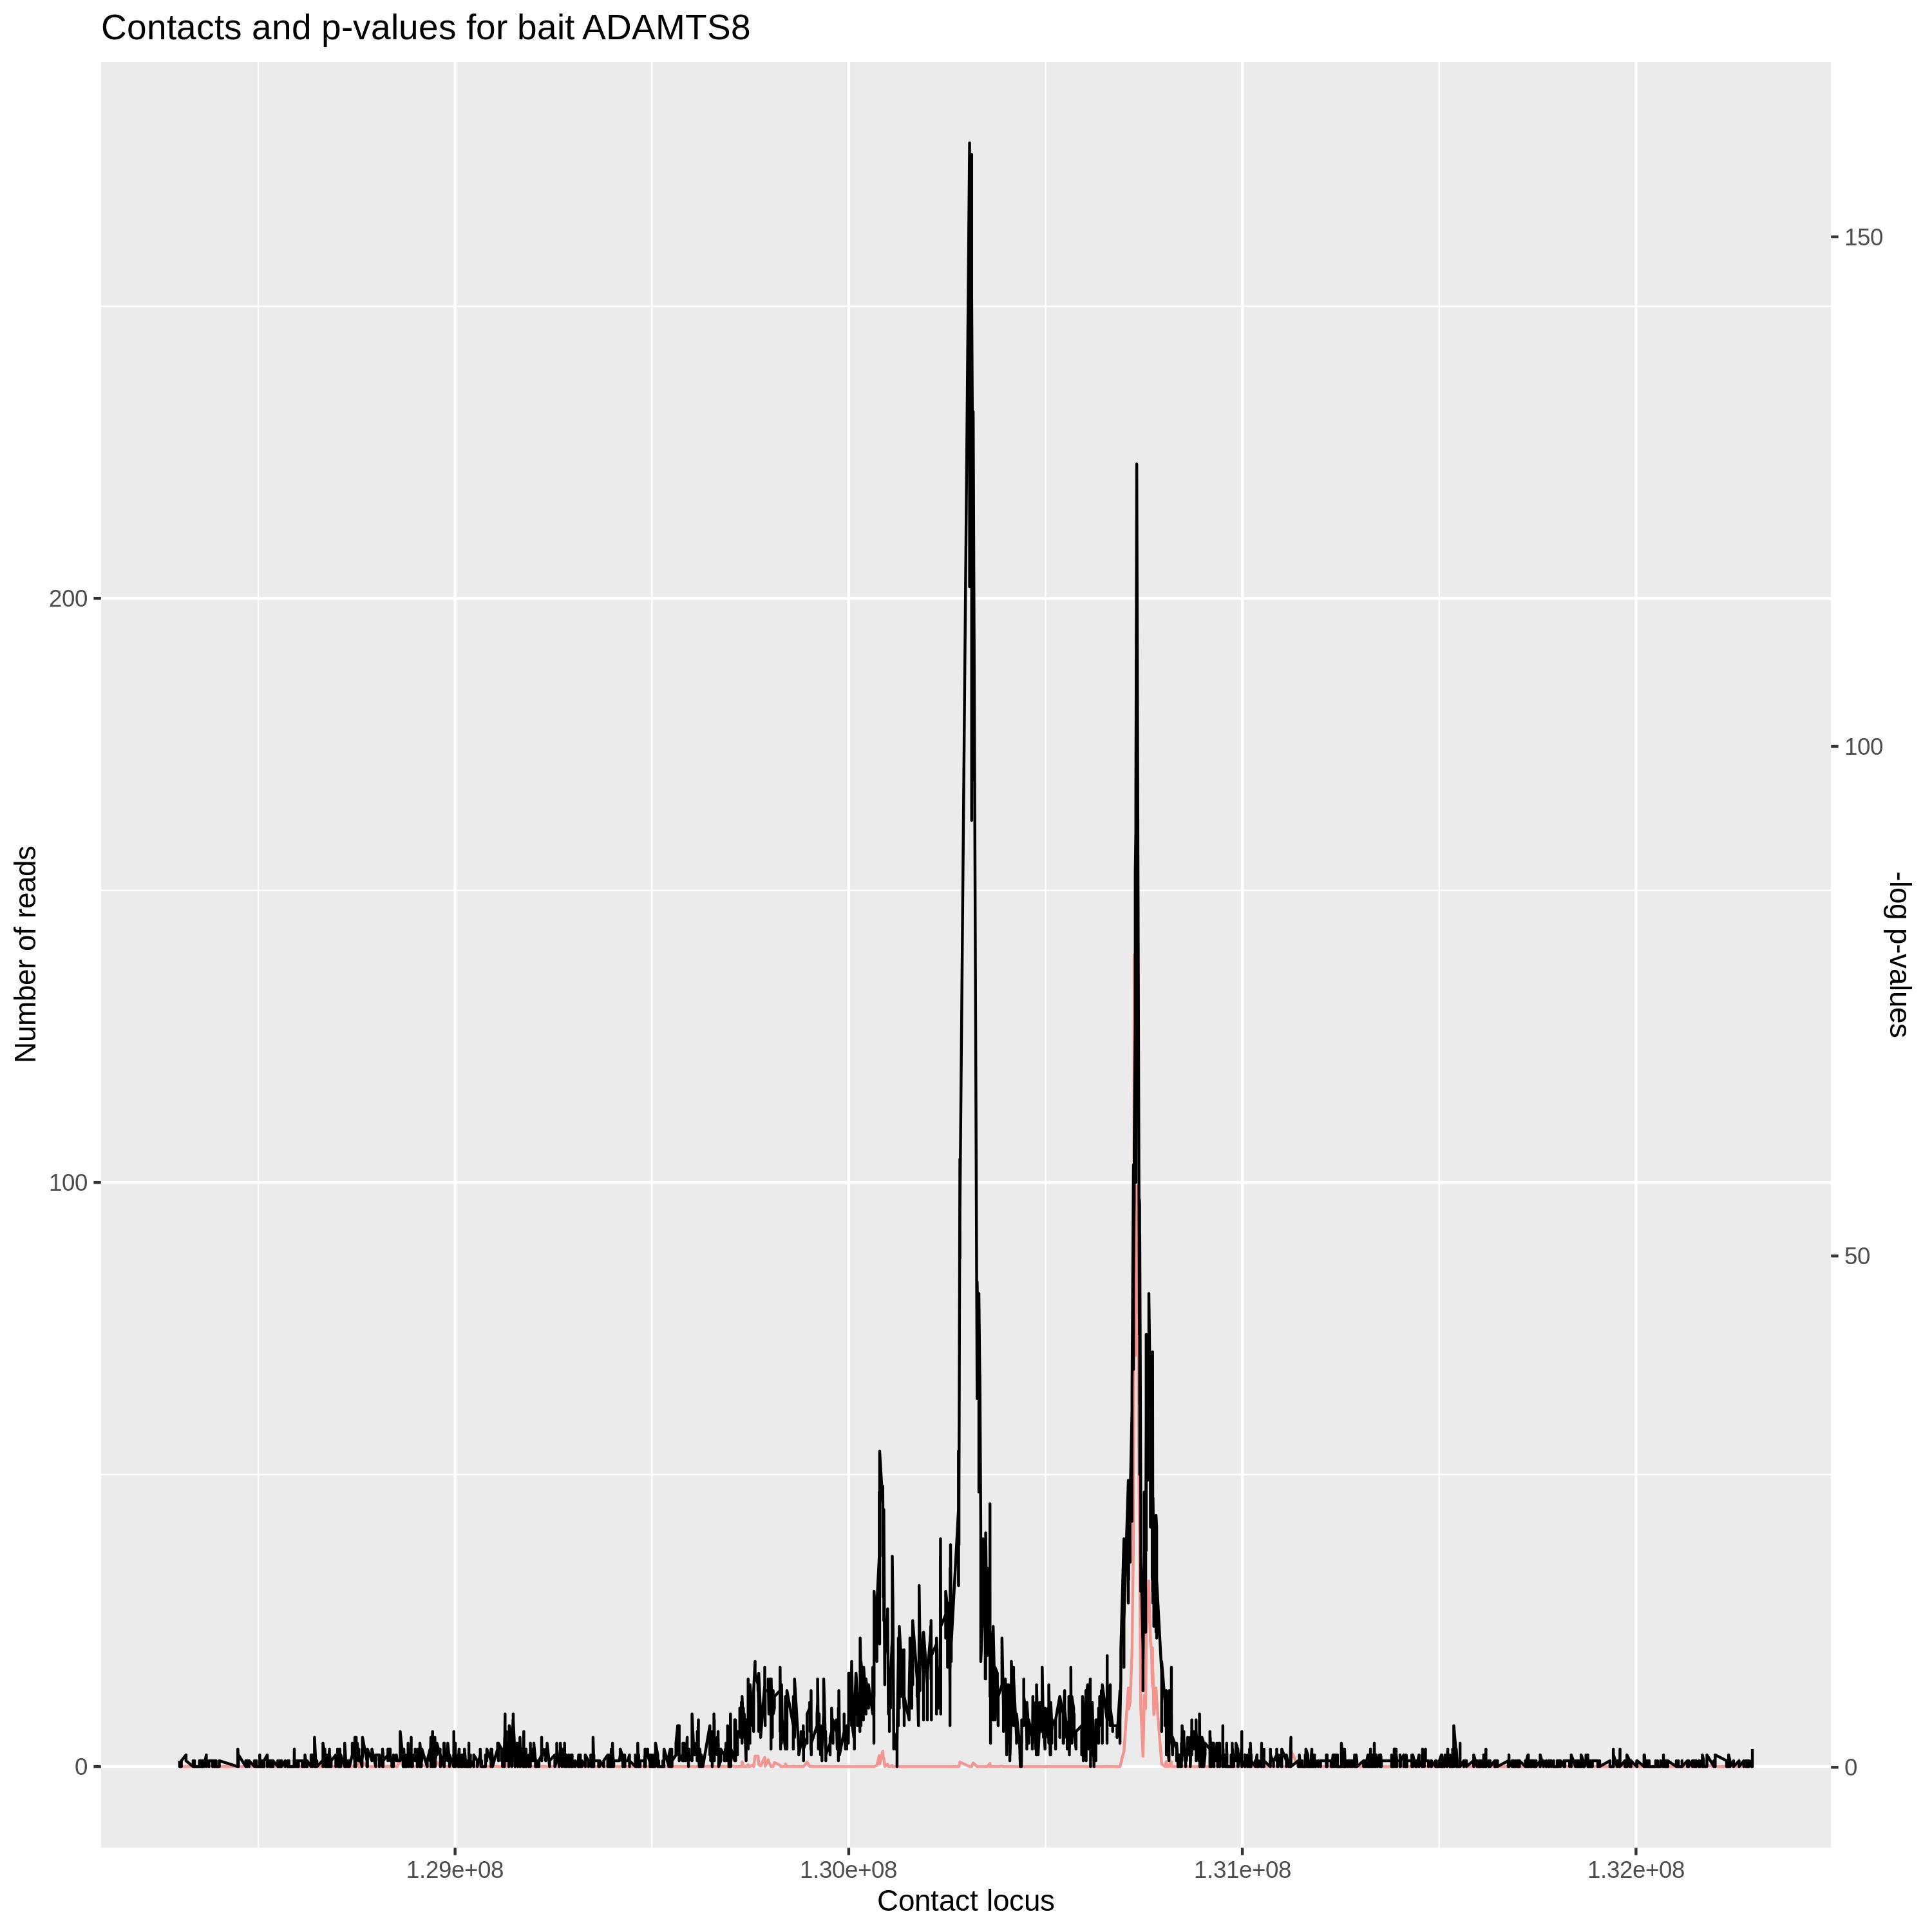 Contacts and p-values for bait ADAMTS8
Number of reads
200
100
0
150
100
50
0
-log p-values
1.29e+08 1.30e+08 1.31e+08 1.32e+08
Contact locus